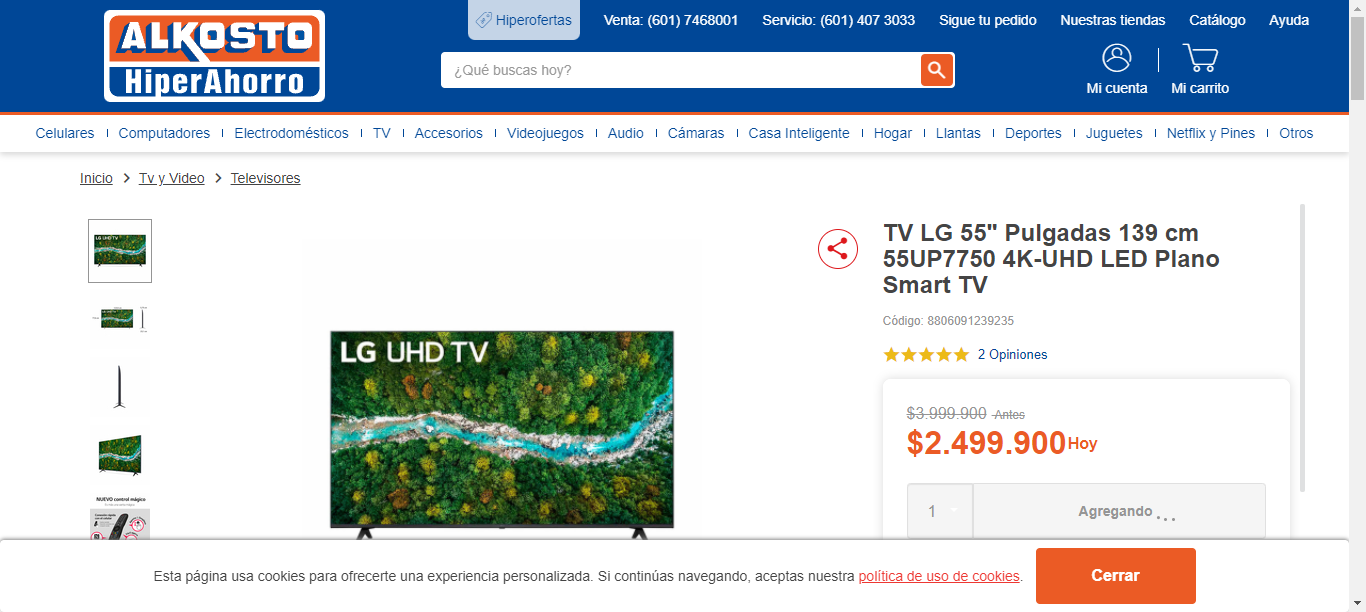 ALKOSTO
HiperAhorro
Hiperofertas
Venta: (601) 7468001
Servicio: (601) 407 3033
Sigue tu pedido
Nuestras tiendas
Catálogo
Ayuda
¿Qué buscas hoy?
Mi cuenta
Mi carrito
Celulares
Computadores
Electrodomésticos
TV
Accesorios
Videojuegos
Audio
Cámaras
Casa Inteligente
Hogar
Llantas
Deportes
Juguetes
Netflix y Pines
Otros
Inicio > Tv y Video > Televisores
LG UHD TV
NUEVO control mágico
LG UHD TV
TV LG 55" Pulgadas 139 cm
55UP7750 4K-UHD LED Plano
Smart TV
Código: 8806091239235
2 Opiniones
$3.999.900 Antes
$2.499.900 Hoy
1
Agregando ...
Esta página usa cookies para ofrecerte una experiencia personalizada. Si continúas navegando, aceptas nuestra política de uso de cookies.
Cerrar